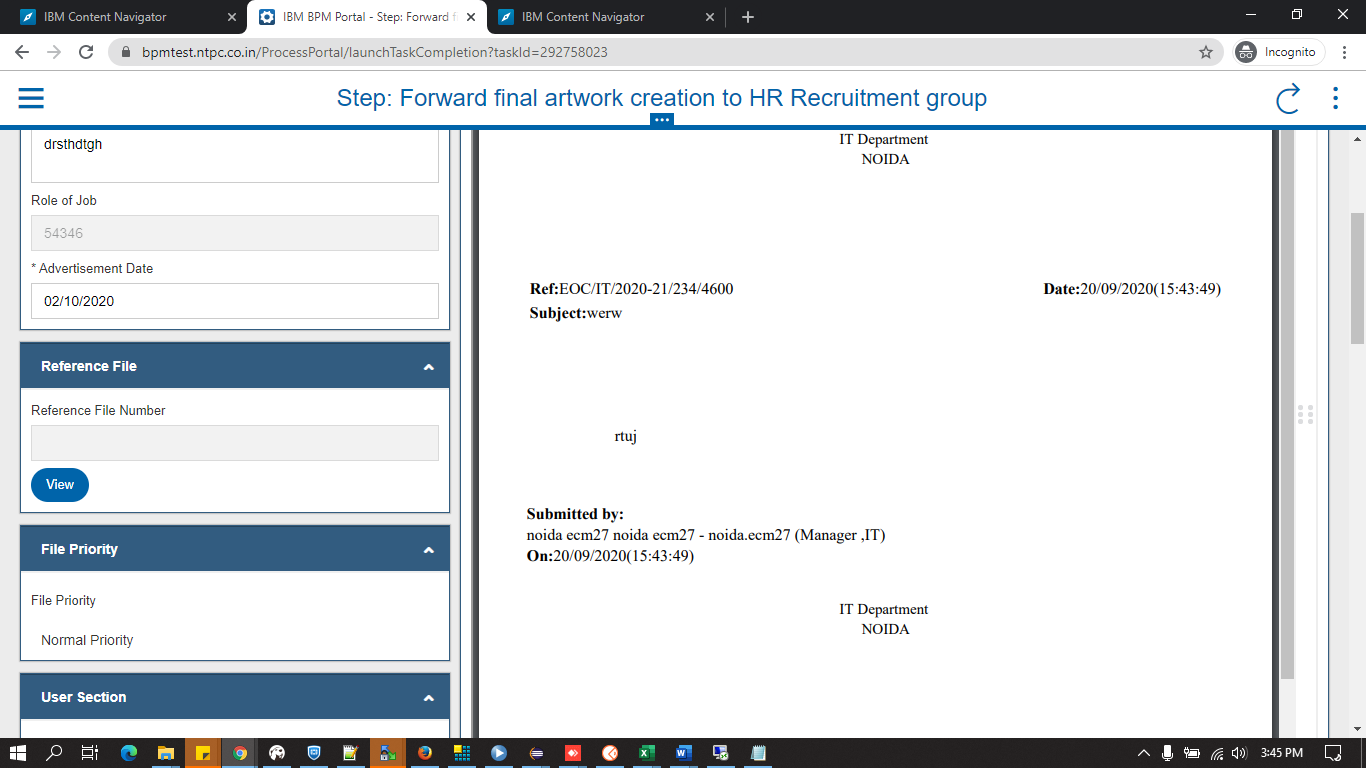 IBM Content Navigator
IBM BPM Portal - Step: Forward f
IBM Content Navigator
bpmtest.ntpc.co.in/ProcessPortal/launchTaskCompletion?taskId=292758023
Incognito
Step: Forward final artwork creation to HR Recruitment group
drsthdtgh
Role of Job
54346
* Advertisement Date
02/10/2020
Reference File
Reference File Number
View
File Priority
File Priority
Normal Priority
User Section
IT Department
NOIDA
Ref:EOC/IT/2020-21/234/4600
Date:20/09/2020(15:43:49)
Subject:werw
rtuj
Submitted by:
noida ecm27 noida ecm27 - noida.ecm27 (Manager ,IT)
On:20/09/2020(15:43:49)
IT Department
NOIDA
3:45 PM